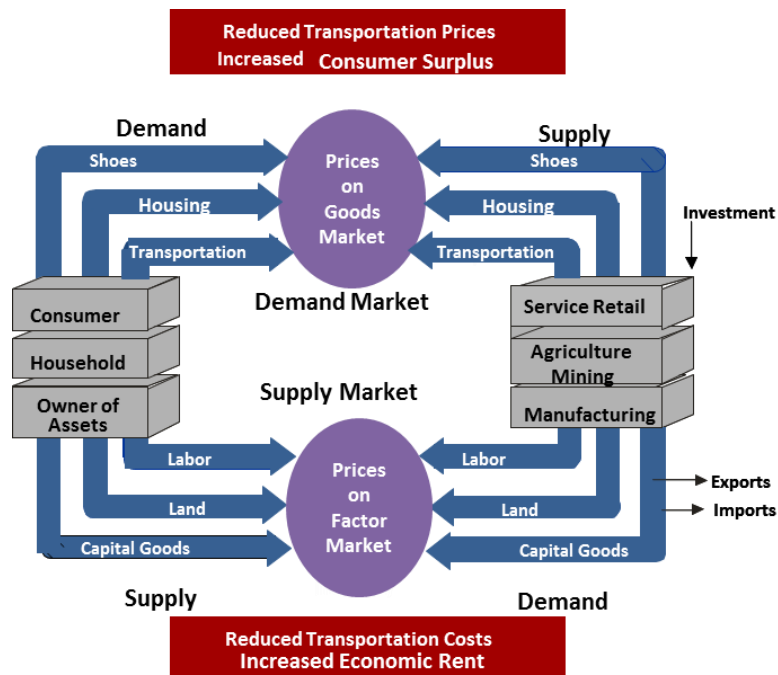 Reduced Transportation Prices
Increased Consumer Surplus
Demand
Supply
Shoes
Prices
on
Goods
Market
Shoes
Housing
Housing
Investment
Transportation
Transportation
Demand Market
Consumer
Service Retail
Household
Agriculture
Mining
Supply Market
Owner of
Assets
Manufacturing
Labor
Prices
on
Factor
Market
Labor
Exports
Land
Land
Imports
Capital Goods
Capital Goods
Supply
Demand
Reduced Transportation Costs
Increased Economic Rent